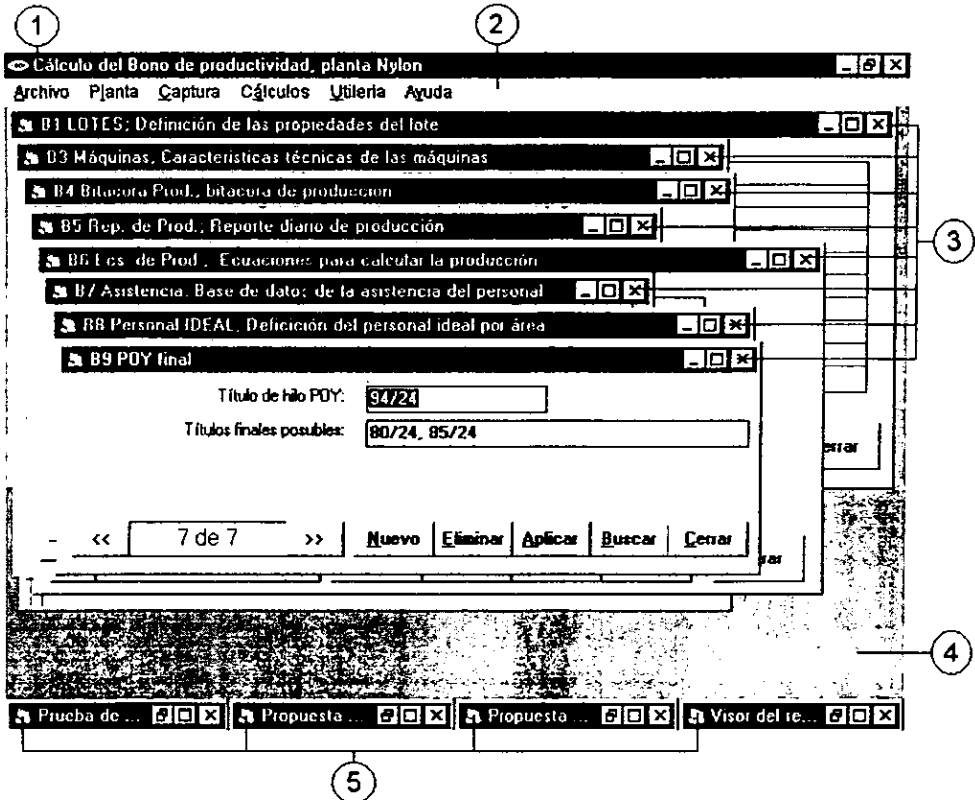 1
2
Cálculo del Bono de productividad, planta Nylon
Archivo Planta Captura Cálculos Utileria Ayuda
B1 LOTES; Definición de las propiedades del lote
B3 Máquinas, Caracteristicas técnicas de las máquinas
B4 Bitacora Prod., bitacora de produccion
B5 Rep. de Prod.; Reporte diario de producción
3
B6 Ecs. de Prod., Ecuaciones para calcular la producción
B7 Asistencia. Base de datos de la asistencia del personal
B8 Personal IDEAL, Deficición del personal ideal por área
B9 POY final
Título de hilo POY: 94/24
Títulos finales posubles: 80/24, 85/24
errar
<< 7 de 7 >> Nuevo Eliminar Aplicar Buscar Cerrar
rar
4
Prueba de ... Propuesta ... Propuesta ... Visor del re...
5